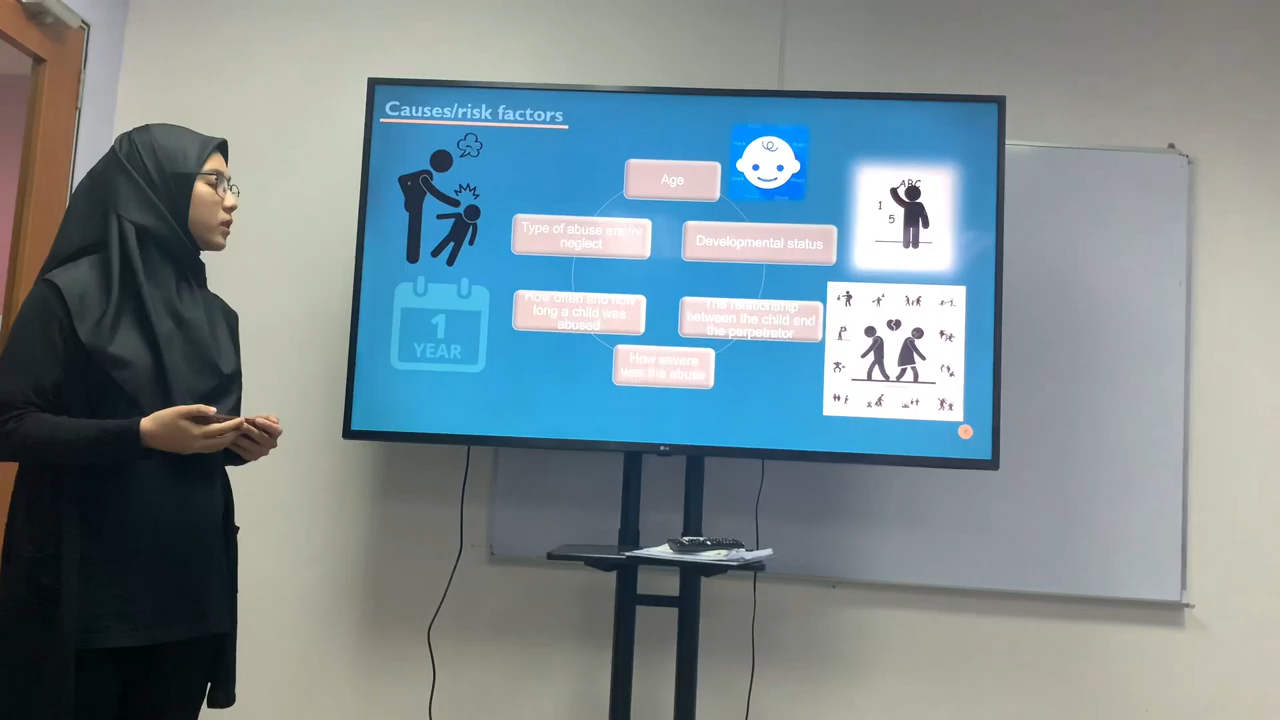 Causes/risk factors
Age
Type of abuse and/or
neglect
Developmental status
How often and how
long a child was
abused
The relationship
between the child and
the perpetrator
How severe
was the abuse
1
YEAR
ABC
1
5
LG